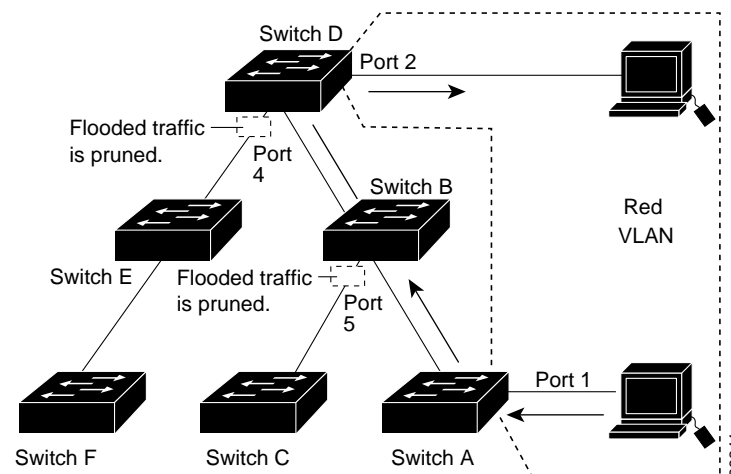 Switch D
Port 2
Flooded traffic
is pruned.
Port
4
Switch B
Red
VLAN
Switch E
Flooded traffic
is pruned.
Port
5
Port 1
Switch F
Switch C
Switch A